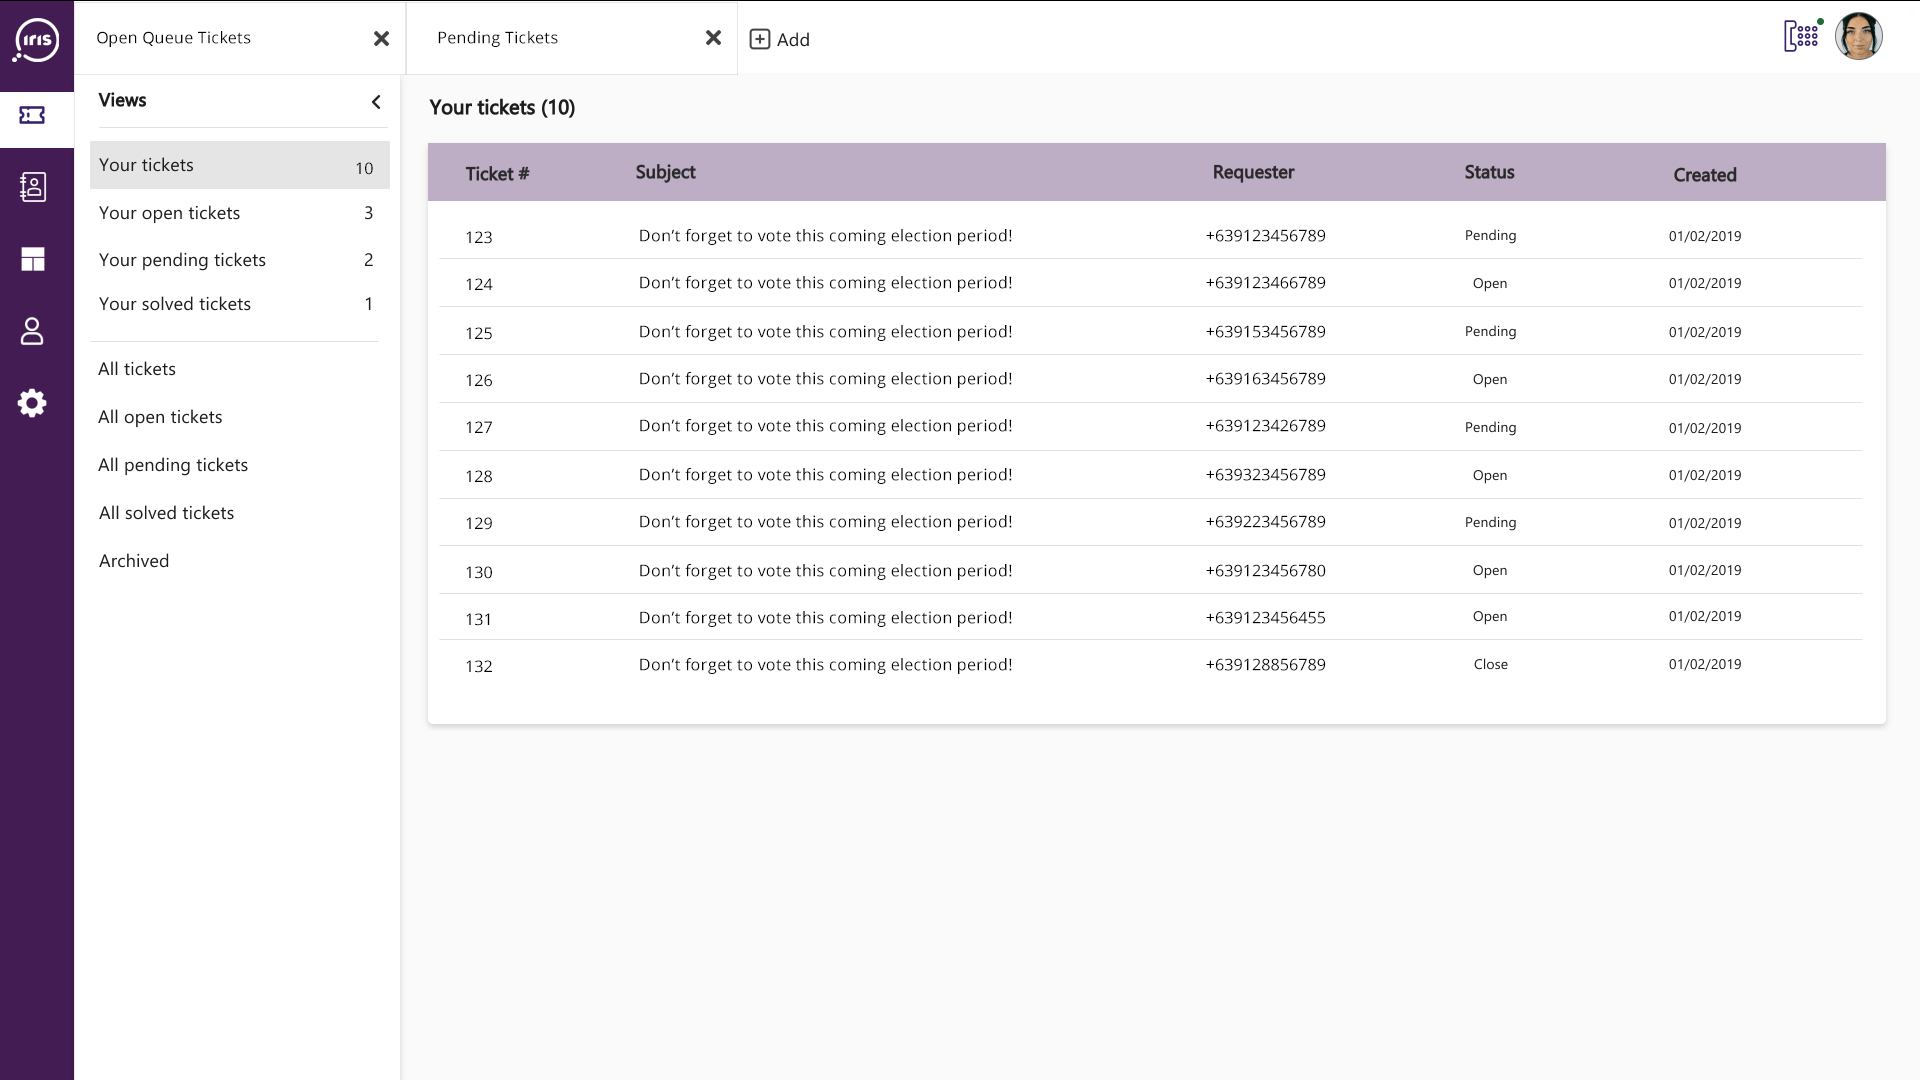 iris
Open Queue Tickets
Pending Tickets
Add
Views
Your tickets 10
Your open tickets 3
Your pending tickets 2
Your solved tickets 1
All tickets
All open tickets
All pending tickets
All solved tickets
Archived
Your tickets (10)
Ticket # Subject Requester Status Created
123 Don’t forget to vote this coming election period! +639123456789 Pending 01/02/2019
124 Don’t forget to vote this coming election period! +639123466789 Open 01/02/2019
125 Don’t forget to vote this coming election period! +639153456789 Pending 01/02/2019
126 Don’t forget to vote this coming election period! +639163456789 Open 01/02/2019
127 Don’t forget to vote this coming election period! +639123426789 Pending 01/02/2019
128 Don’t forget to vote this coming election period! +639323456789 Open 01/02/2019
129 Don’t forget to vote this coming election period! +639223456789 Pending 01/02/2019
130 Don’t forget to vote this coming election period! +639123456780 Open 01/02/2019
131 Don’t forget to vote this coming election period! +639123456455 Open 01/02/2019
132 Don’t forget to vote this coming election period! +639128856789 Close 01/02/2019